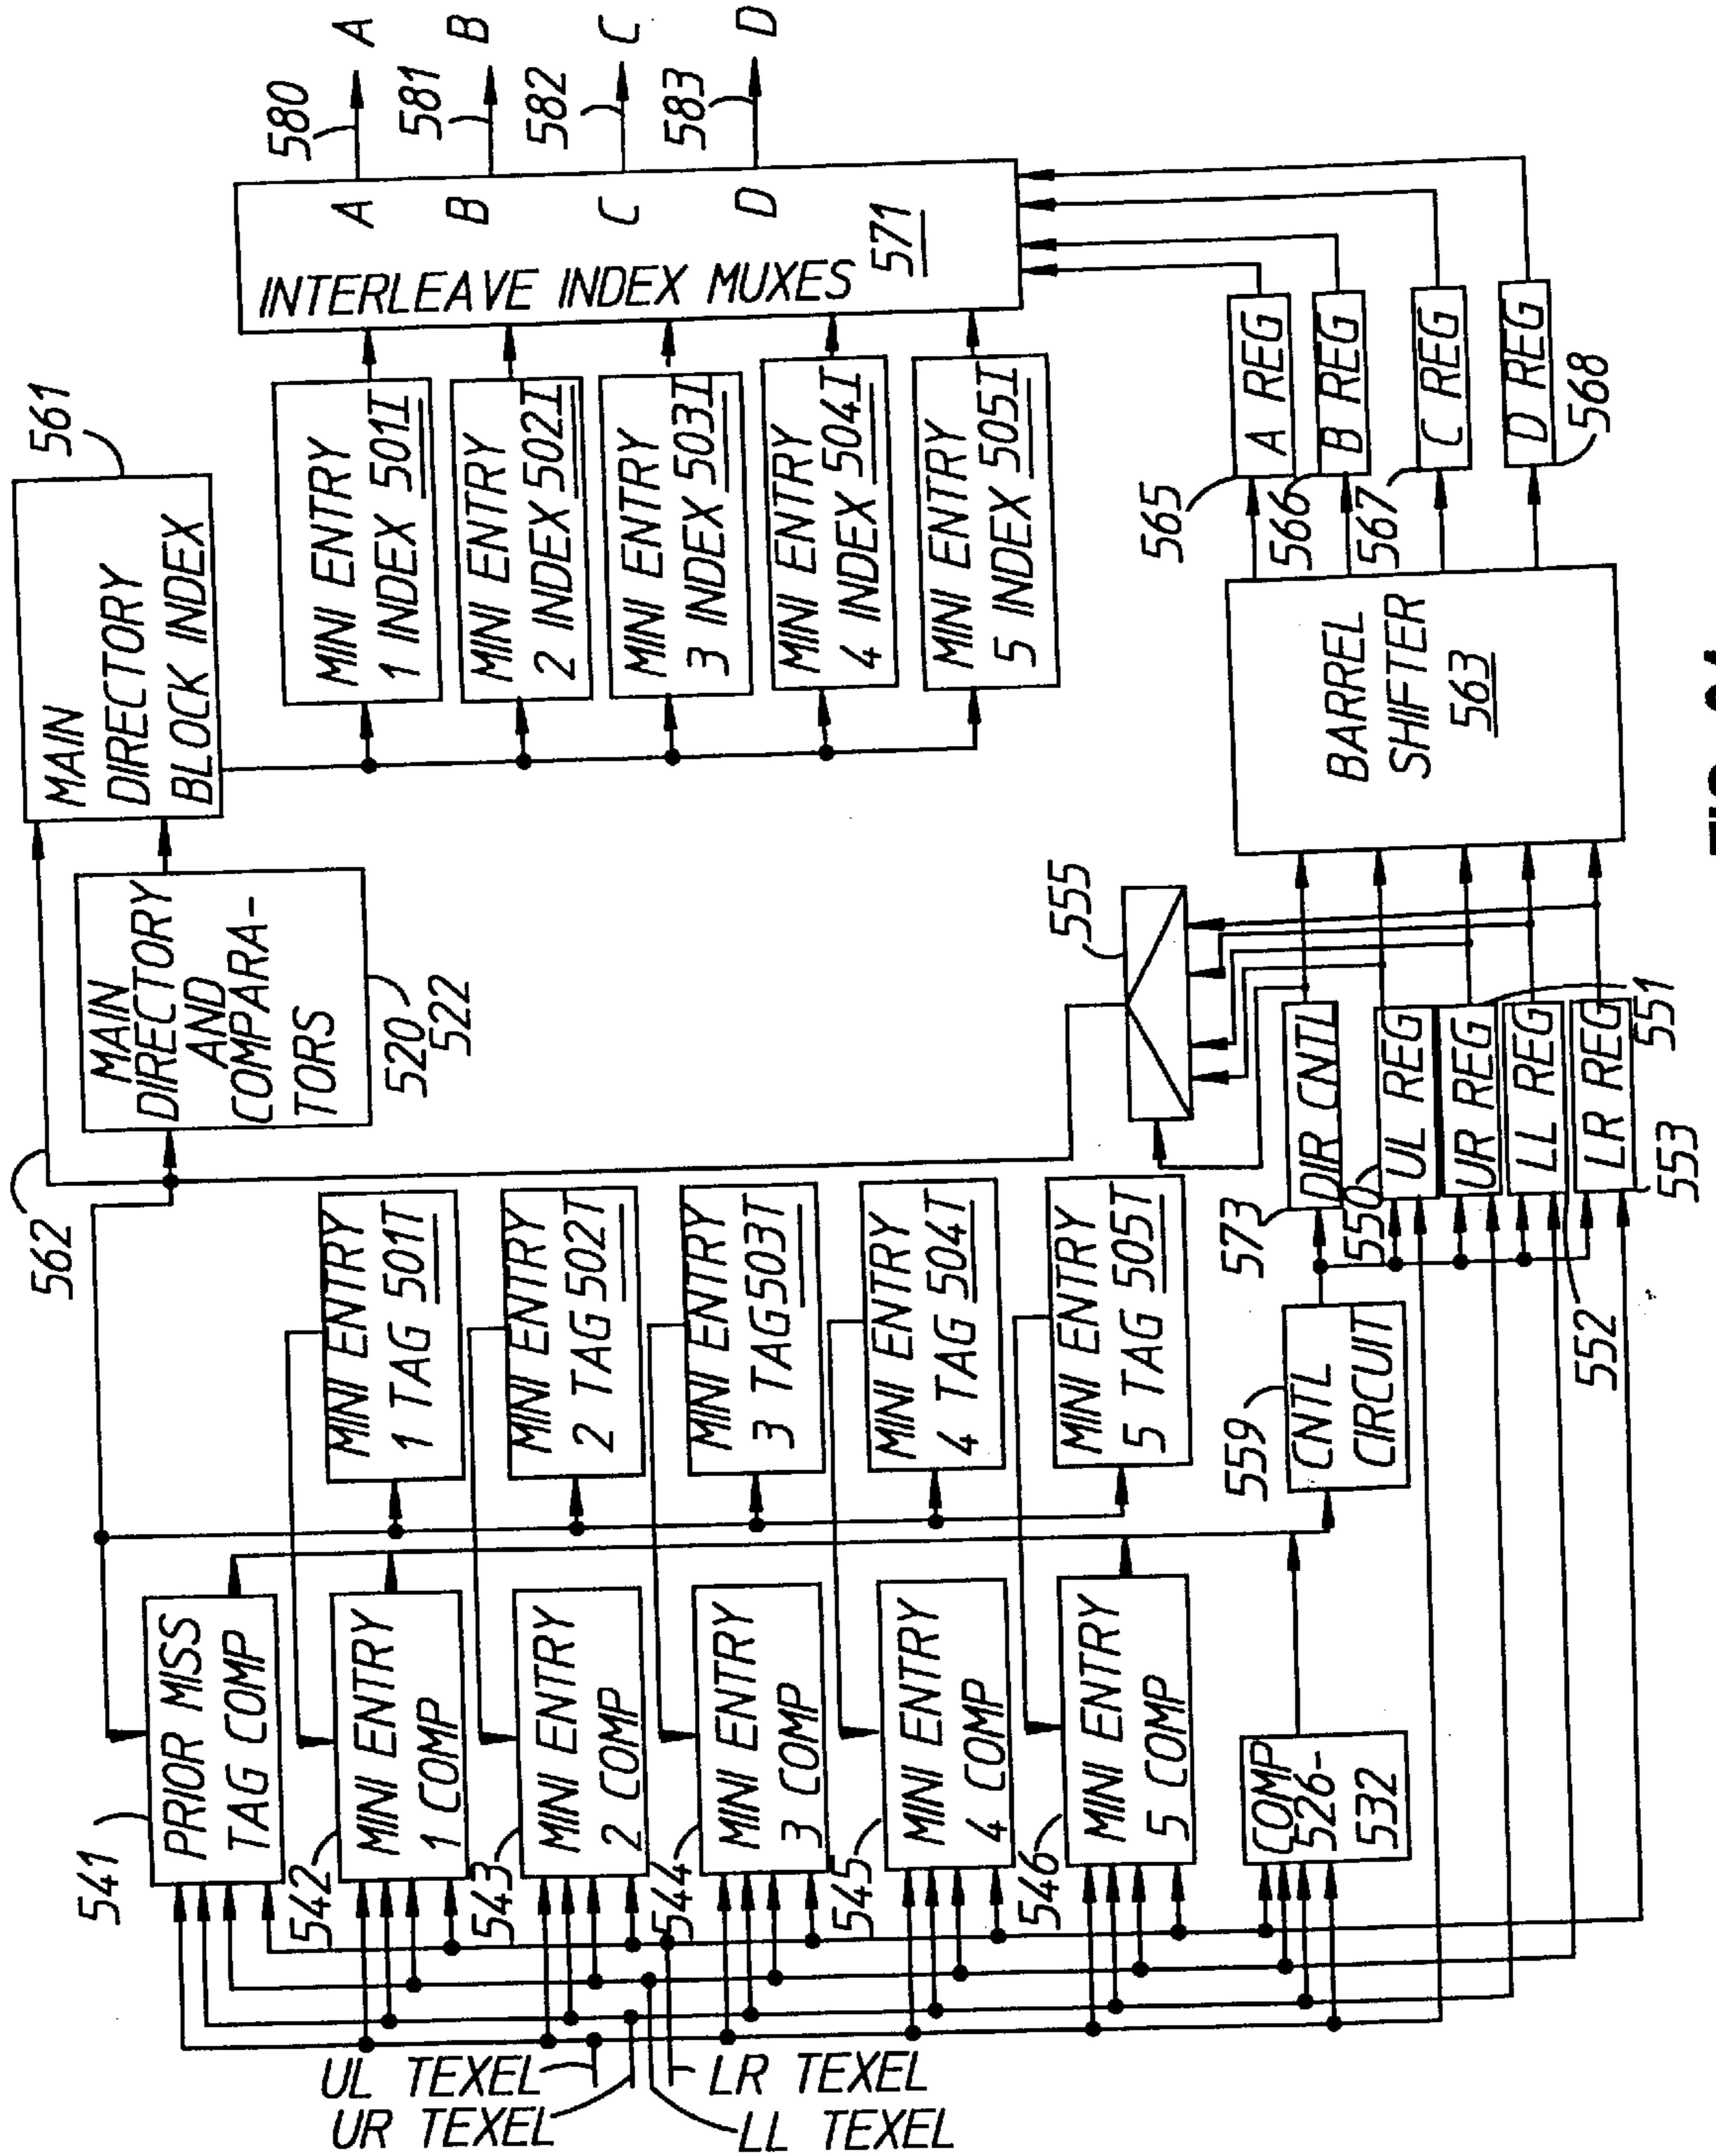 541
PRIOR MISS
TAG COMP
542
MINI ENTRY
1 COMP
543
MINI ENTRY
2 COMP
544
MINI ENTRY
3 COMP
545
MINI ENTRY
4 COMP
546
MINI ENTRY
5 COMP
COMP
526-
532
UL TEXEL
UR TEXEL
LR TEXEL
LL TEXEL
562
MINI ENTRY
1 TAG 501T
MINI ENTRY
2 TAG 502T
MINI ENTRY
3 TAG 503T
MINI ENTRY
4 TAG 504T
MINI ENTRY
5 TAG 505T
559
CNTL
CIRCUIT
MAIN
DIRECTORY
AND
COMPARA-
TORS
520
522
555
573
DIR CNTL
550
UL REG
UR REG
LL REG
LR REG
551
552
553
561
MAIN
DIRECTORY
BLOCK INDEX
MINI ENTRY
1 INDEX 501I
MINI ENTRY
2 INDEX 502I
MINI ENTRY
3 INDEX 503I
MINI ENTRY
4 INDEX 504I
MINI ENTRY
5 INDEX 505I
BARREL
SHIFTER
563
565
A REG
566
B REG
567
C REG
D REG
568
INTERLEAVE INDEX MUXES
571
A
B
C
D
580
A
581
B
582
C
583
D